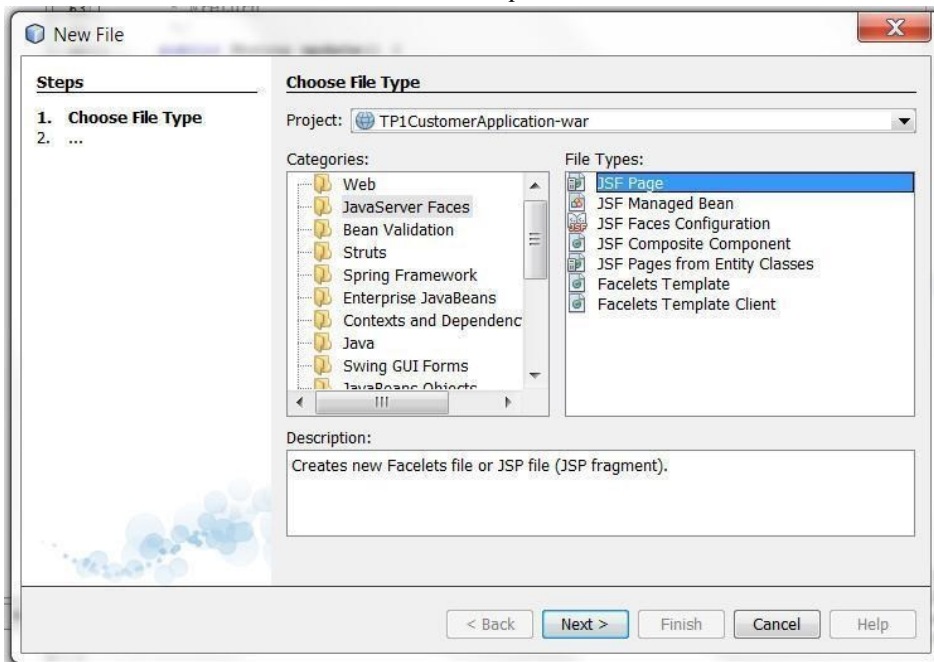 New File
Steps
1. Choose File Type
2. ...
Choose File Type
Project: TP1CustomerApplication-war
Categories:
Web
JavaServer Faces
Bean Validation
Struts
Spring Framework
Enterprise JavaBeans
Contexts and Dependenc
Java
Swing GUI Forms
JavaBeans Objects
File Types:
JSF Page
JSF Managed Bean
JSF Faces Configuration
JSF Composite Component
JSF Pages from Entity Classes
Facelets Template
Facelets Template Client
Description:
Creates new Facelets file or JSP file (JSP fragment).
< Back Next > Finish Cancel Help